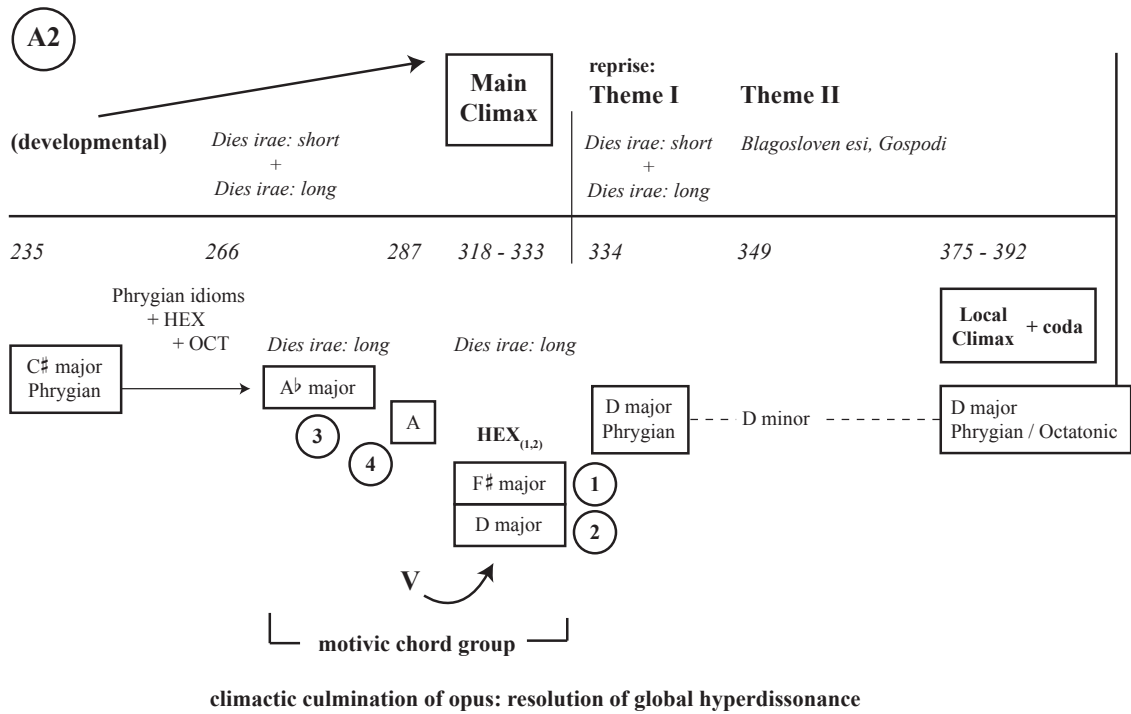 A2
Main
Climax
reprise:
Theme I
Theme II
(developmental)
Dies irae: short
+
Dies irae: long
Dies irae: short
+
Dies irae: long
Blagosloven esi, Gospodi
235
266
287
318 - 333
334
349
375 - 392
Phrygian idioms
+ HEX
+ OCT
Local
Climax
+ coda
C♯ major
Phrygian
Dies irae: long
Dies irae: long
A♭ major
A
3
4
HEX(1,2)
D major
Phrygian
D minor
D major
Phrygian / Octatonic
F♯ major
1
D major
2
V
motivic chord group
climactic culmination of opus: resolution of global hyperdissonance